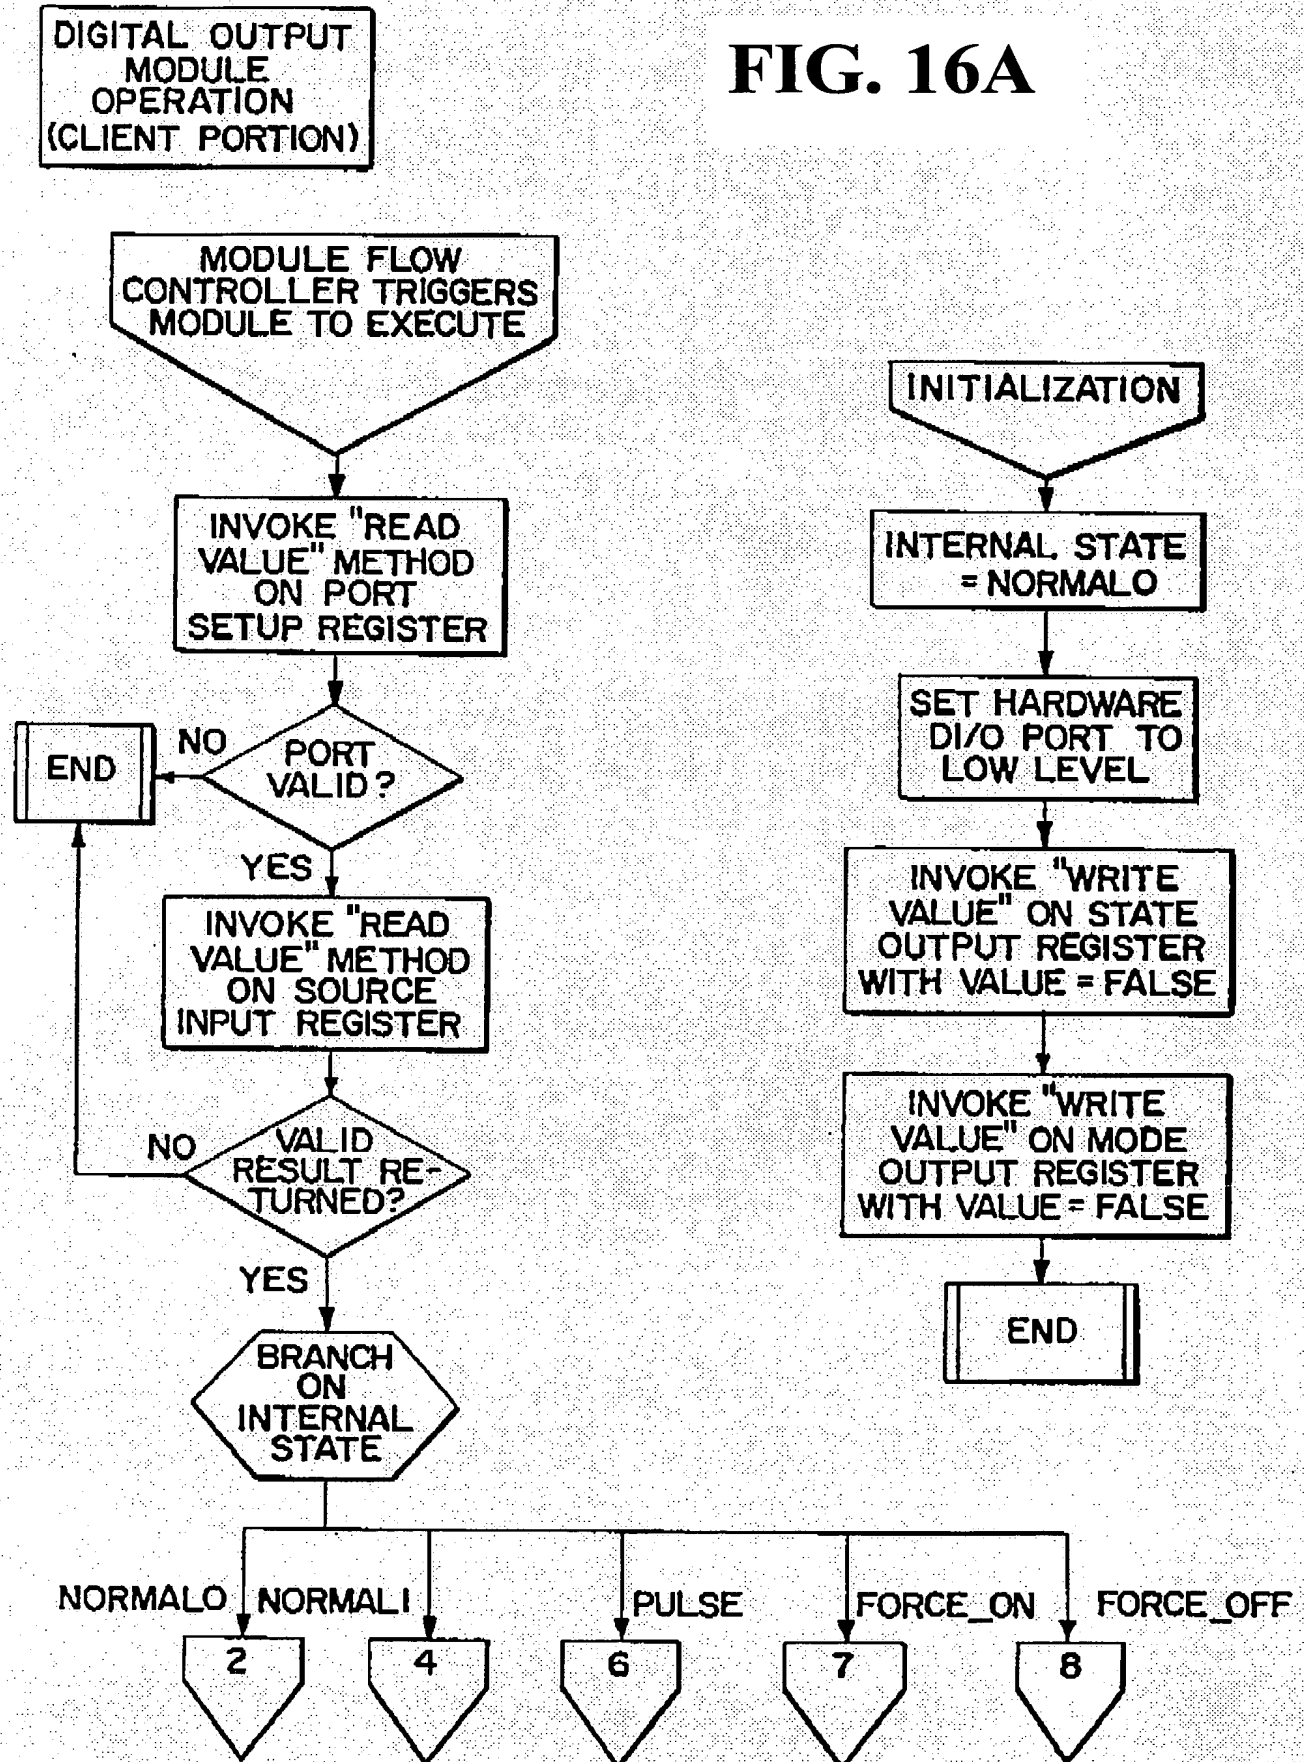 DIGITAL OUTPUT
MODULE
OPERATION
(CLIENT PORTION)
FIG. 16A
MODULE FLOW
CONTROLLER TRIGGERS
MODULE TO EXECUTE
INVOKE "READ
VALUE" METHOD
ON PORT
SETUP REGISTER
PORT
VALID?
NO
END
YES
INVOKE "READ
VALUE" METHOD
ON SOURCE
INPUT REGISTER
VALID
RESULT RE-
TURNED?
NO
YES
BRANCH
ON
INTERNAL
STATE
NORMALO
2
NORMALI
4
PULSE
6
FORCE_ON
7
FORCE_OFF
8
INITIALIZATION
INTERNAL STATE
= NORMALO
SET HARDWARE
DI/O PORT TO
LOW LEVEL
INVOKE "WRITE
VALUE" ON STATE
OUTPUT REGISTER
WITH VALUE = FALSE
INVOKE "WRITE
VALUE" ON MODE
OUTPUT REGISTER
WITH VALUE = FALSE
END